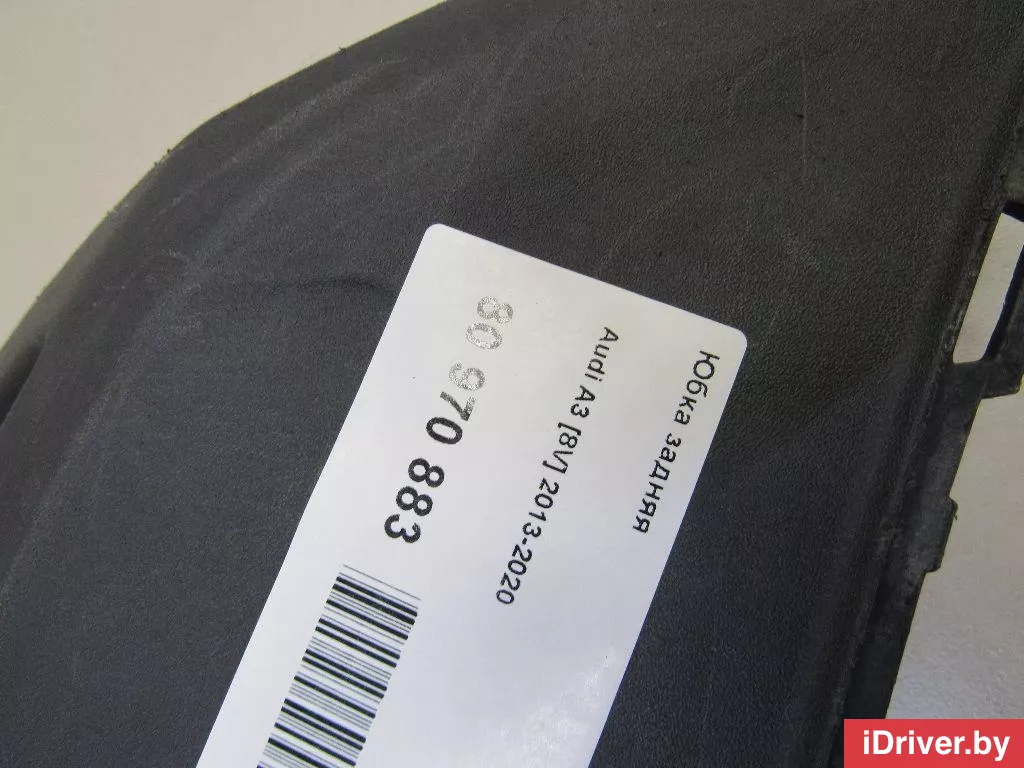 Юбка задняя
Audi A3 [8V] 2013-2020
80 970 883
iDriver.by